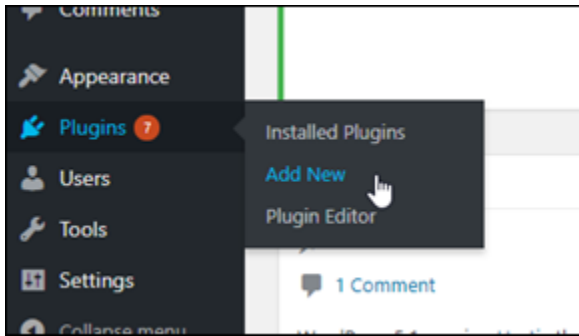 Comments
Appearance
Plugins 7
Installed Plugins
Add New
Plugin Editor
Users
Tools
Settings
Collapse menu
1 Comment